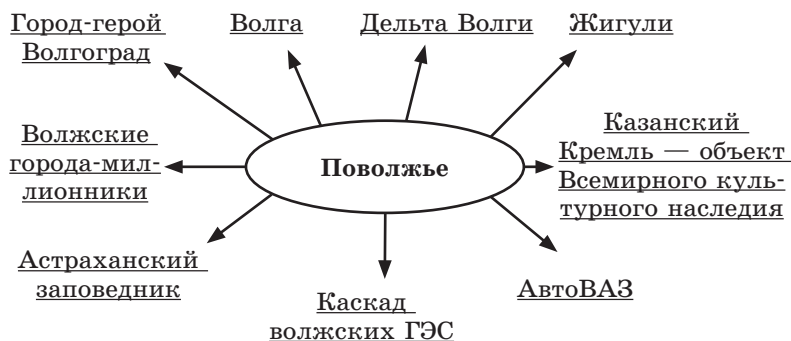 Город-герой
Волгоград
Волга
Дельта Волги
Жигули
Волжские
города-мил-
лионники
Поволжье
Казанский
Кремль — объект
Всемирного куль-
турного наследия
Астраханский
заповедник
Каскад
волжских ГЭС
АвтоВАЗ